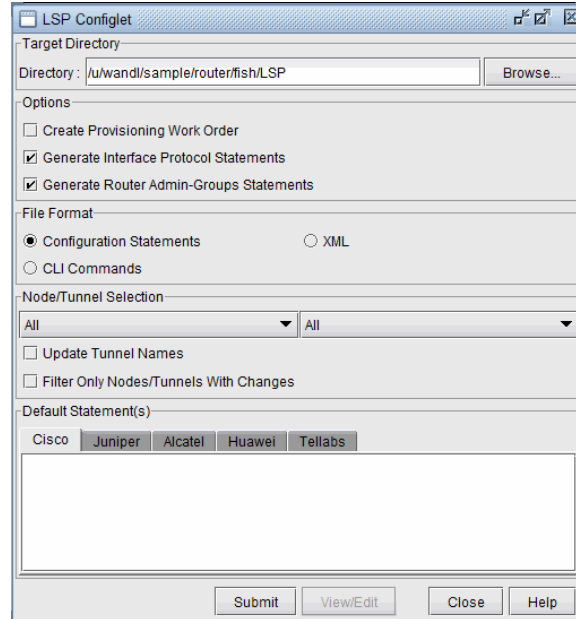 LSP Configlet
Target Directory
Directory : /u/wandl/sample/router/fish/LSP Browse...
Options
Create Provisioning Work Order
Generate Interface Protocol Statements
Generate Router Admin-Groups Statements
File Format
Configuration Statements XML
CLI Commands
Node/Tunnel Selection
All All
Update Tunnel Names
Filter Only Nodes/Tunnels With Changes
Default Statement(s)
Cisco Juniper Alcatel Huawei Tellabs
Submit View/Edit Close Help